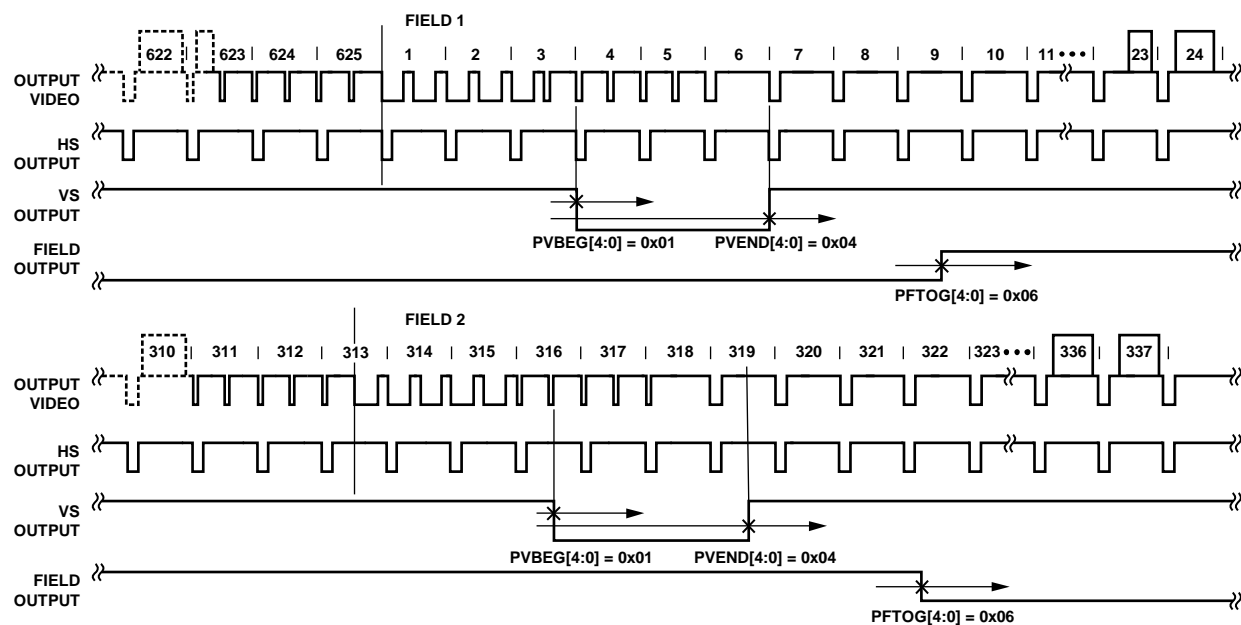 FIELD 1
622 623 624 625 1 2 3 4 5 6 7 8 9 10 11 ••• 23 24
OUTPUT
VIDEO
HS
OUTPUT
VS
OUTPUT
PVBEG[4:0] = 0x01 PVEND[4:0] = 0x04
FIELD
OUTPUT
PFTOG[4:0] = 0x06
FIELD 2
310 311 312 313 314 315 316 317 318 319 320 321 322 323 ••• 336 337
OUTPUT
VIDEO
HS
OUTPUT
VS
OUTPUT
PVBEG[4:0] = 0x01 PVEND[4:0] = 0x04
FIELD
OUTPUT
PFTOG[4:0] = 0x06